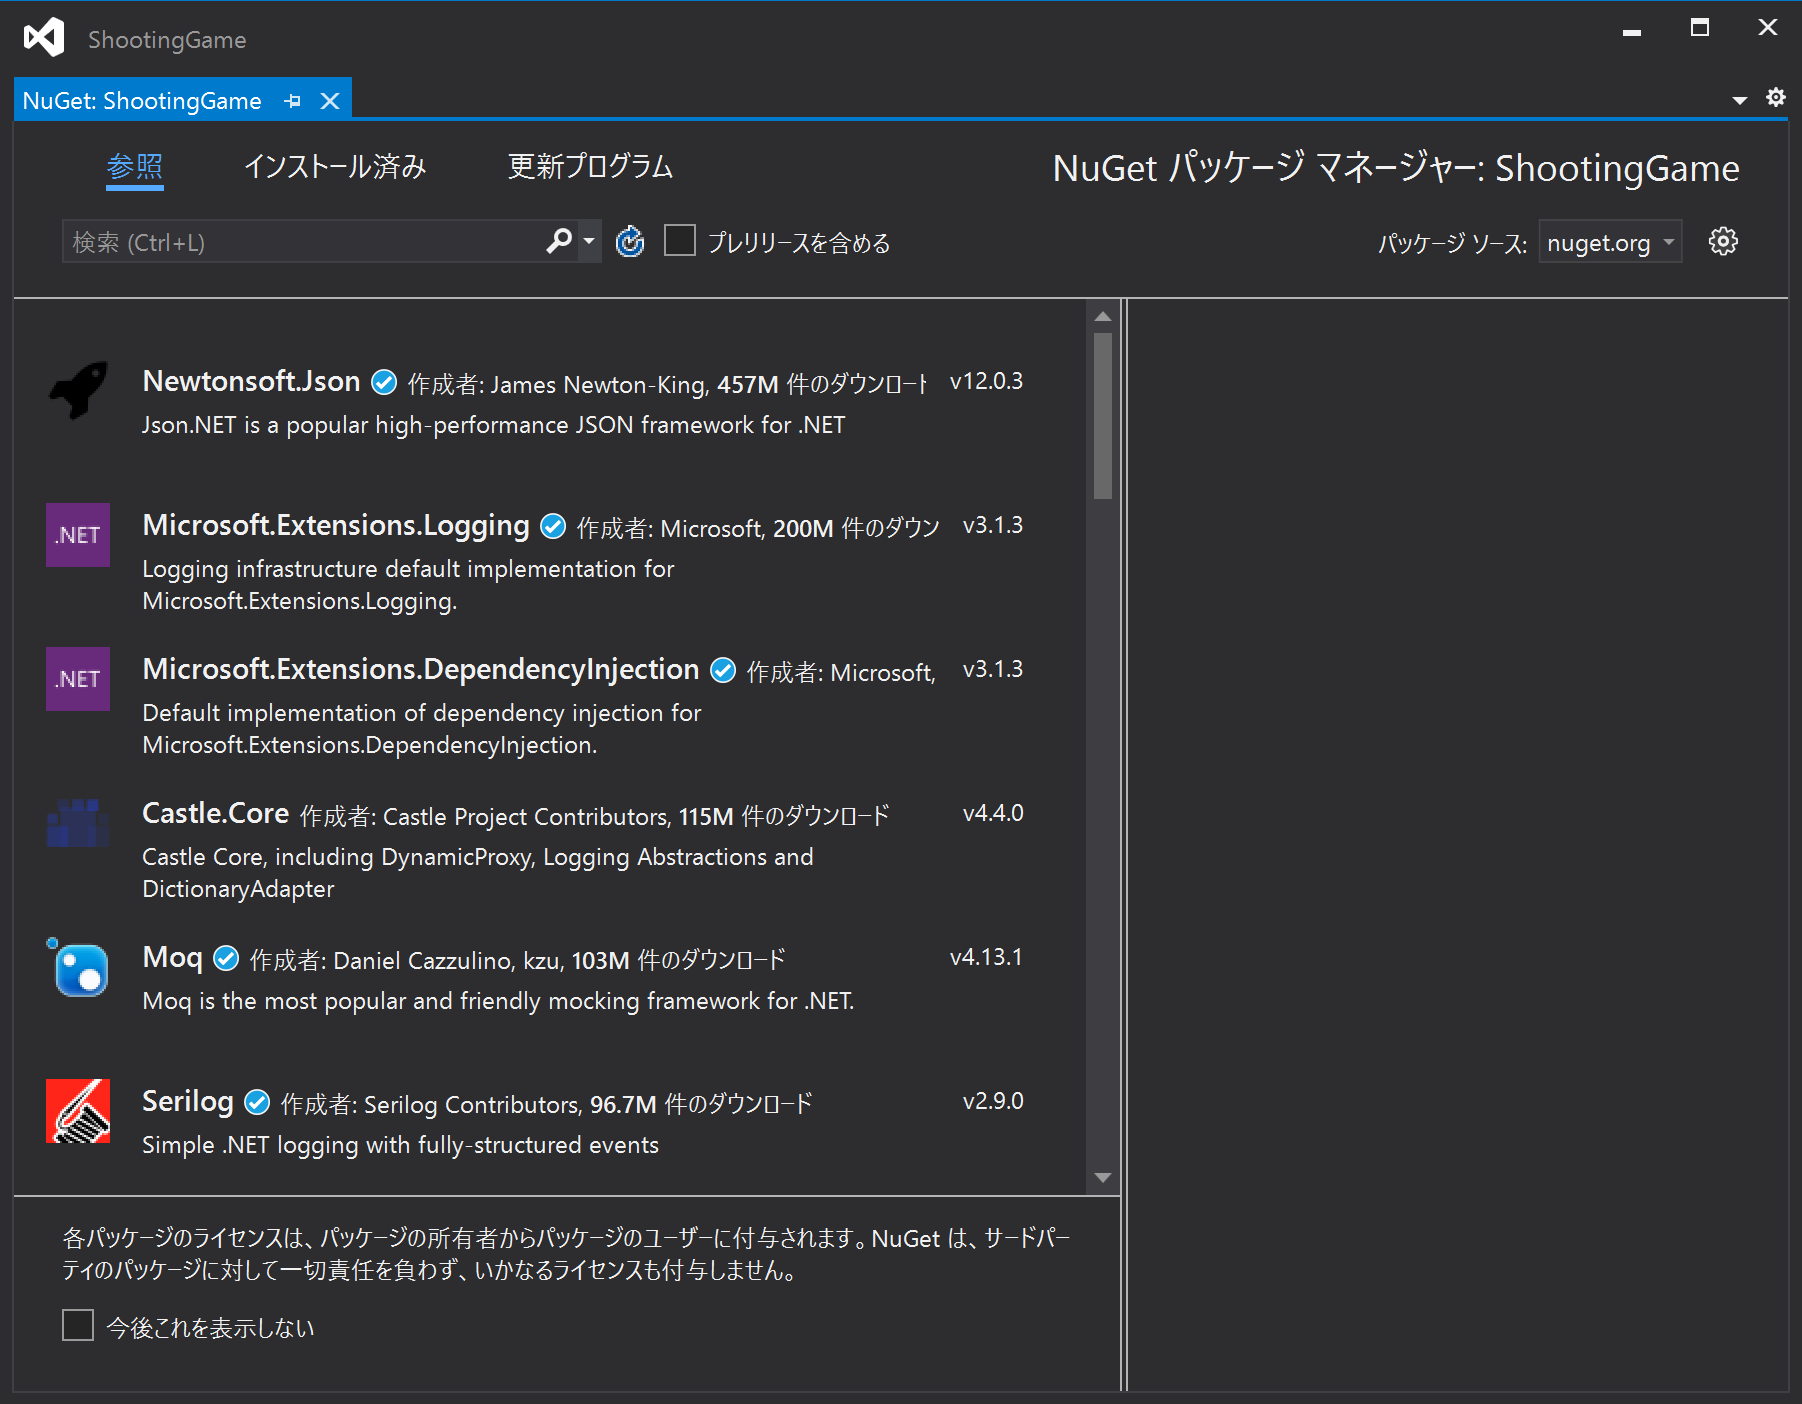 ShootingGame
NuGet: ShootingGame
参照 インストール済み 更新プログラム NuGet パッケージ マネージャー: ShootingGame
検索 (Ctrl+L) プレリリースを含める パッケージ ソース: nuget.org
Newtonsoft.Json 作成者: James Newton-King, 457M 件のダウンロード v12.0.3
Json.NET is a popular high-performance JSON framework for .NET
.NET
Microsoft.Extensions.Logging 作成者: Microsoft, 200M 件のダウン v3.1.3
Logging infrastructure default implementation for
Microsoft.Extensions.Logging.
.NET
Microsoft.Extensions.DependencyInjection 作成者: Microsoft, v3.1.3
Default implementation of dependency injection for
Microsoft.Extensions.DependencyInjection.
Castle.Core 作成者: Castle Project Contributors, 115M 件のダウンロード v4.4.0
Castle Core, including DynamicProxy, Logging Abstractions and
DictionaryAdapter
Moq 作成者: Daniel Cazzulino, kzu, 103M 件のダウンロード v4.13.1
Moq is the most popular and friendly mocking framework for .NET.
Serilog 作成者: Serilog Contributors, 96.7M 件のダウンロード v2.9.0
Simple .NET logging with fully-structured events
各パッケージのライセンスは、パッケージの所有者からパッケージのユーザーに付与されます。NuGet は、サードパー
ティのパッケージに対して一切責任を負わず、いかなるライセンスも付与しません。
今後これを表示しない